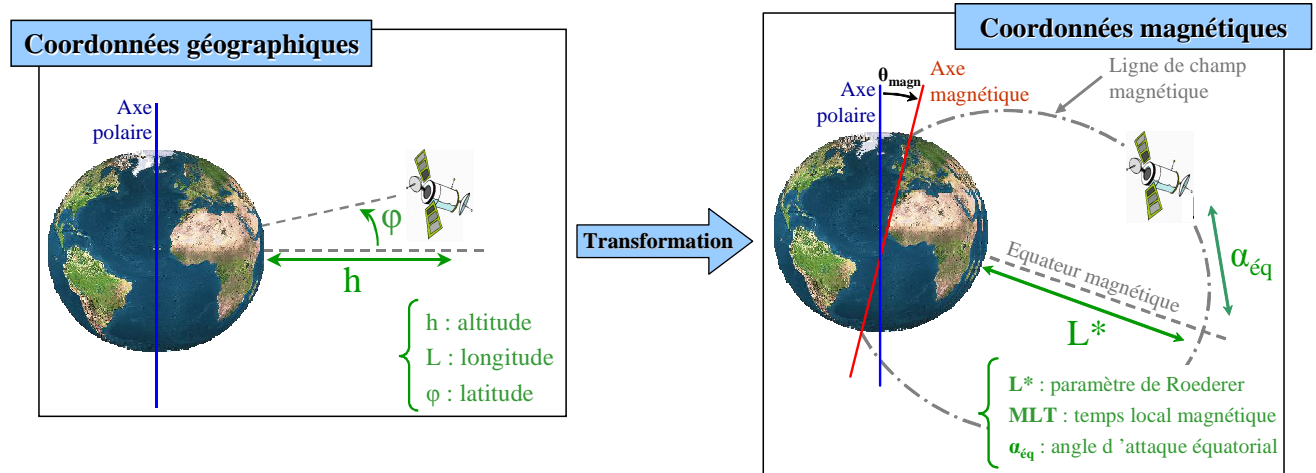 Coordonnées géographiques
Axe
polaire
φ
h
h : altitude
L : longitude
φ : latitude
Transformation
Coordonnées magnétiques
θmagn
Axe
magnétique
Axe
polaire
Ligne de champ
magnétique
Equateur magnétique
αéq
L*
L* : paramètre de Roederer
MLT : temps local magnétique
αéq : angle d ’attaque équatorial